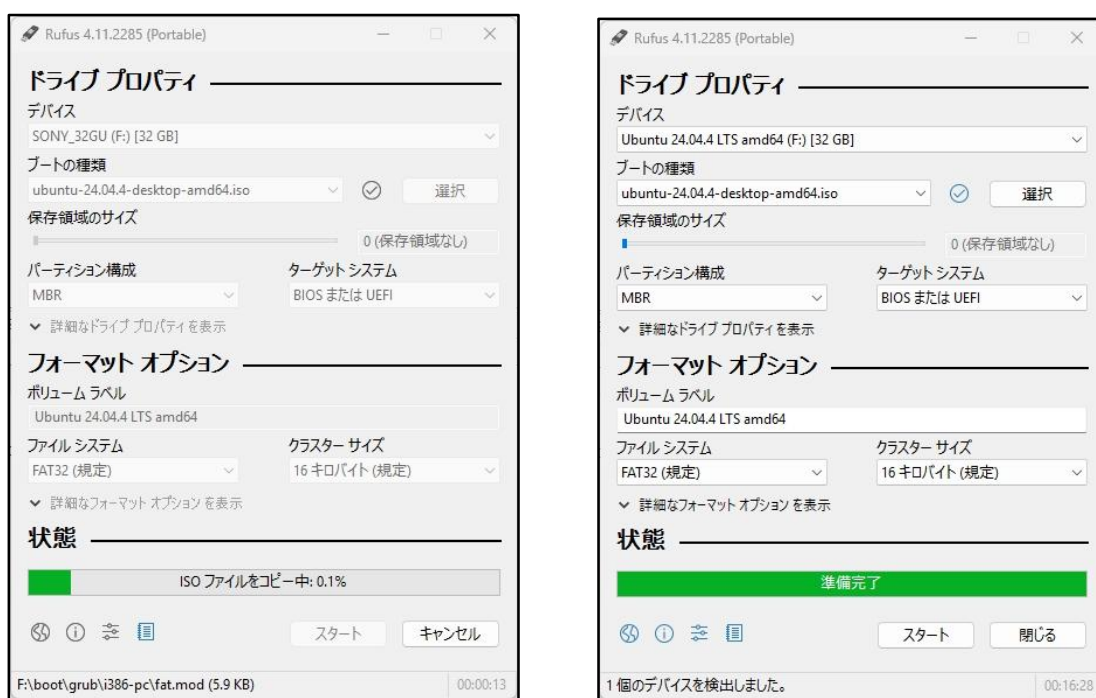 Rufus 4.11.2285 (Portable)
ドライブ プロパティ
デバイス
SONY_32GU (F:) [32 GB]
ブートの種類
ubuntu-24.04.4-desktop-amd64.iso
選択
保存領域のサイズ
0 (保存領域なし)
パーティション構成
ターゲット システム
MBR
BIOS または UEFI
詳細なドライブ プロパティを表示
フォーマット オプション
ボリューム ラベル
Ubuntu 24.04.4 LTS amd64
ファイル システム
クラスター サイズ
FAT32 (規定)
16 キロバイト (規定)
詳細なフォーマット オプション を表示
状態
ISO ファイルをコピー中: 0.1%
スタート
キャンセル
F:\boot\grub\i386-pc\fat.mod (5.9 KB)
00:00:13
Rufus 4.11.2285 (Portable)
ドライブ プロパティ
デバイス
Ubuntu 24.04.4 LTS amd64 (F:) [32 GB]
ブートの種類
ubuntu-24.04.4-desktop-amd64.iso
選択
保存領域のサイズ
0 (保存領域なし)
パーティション構成
ターゲット システム
MBR
BIOS または UEFI
詳細なドライブ プロパティを表示
フォーマット オプション
ボリューム ラベル
Ubuntu 24.04.4 LTS amd64
ファイル システム
クラスター サイズ
FAT32 (規定)
16 キロバイト (規定)
詳細なフォーマット オプション を表示
状態
準備完了
スタート
閉じる
1 個のデバイスを検出しました。
00:16:28